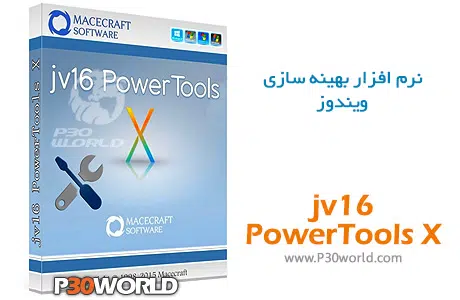 MACECRAFT
SOFTWARE
jv16 PowerTools
P30
WORLD
X
MACECRAFT
SOFTWARE
1998-2015 Macecraft
jv16 PowerTools X
P30WORLD
نرم افزار بهینه سازی
ویندوز
jv16
PowerTools X
www.P30world.com